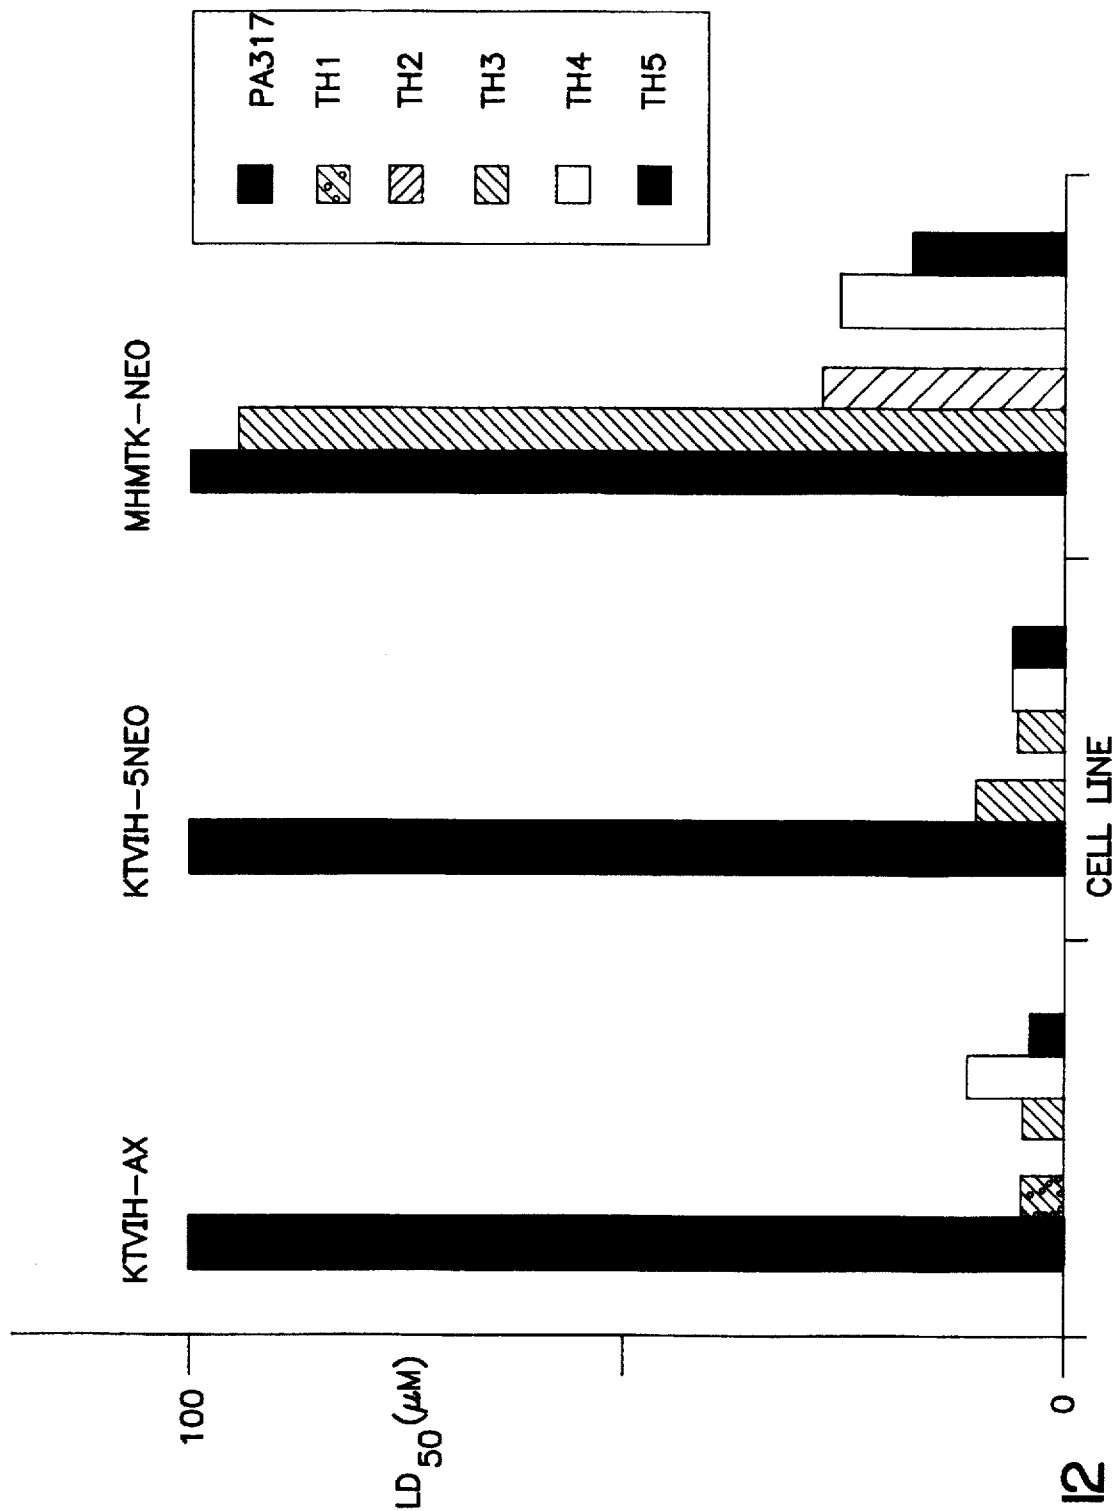 KTVIH-AX
KTVIH-5NEO
MHMTK-NEO
PA317
TH1
TH2
TH3
TH4
TH5
100
LD50 (μM)
0
CELL LINE
12